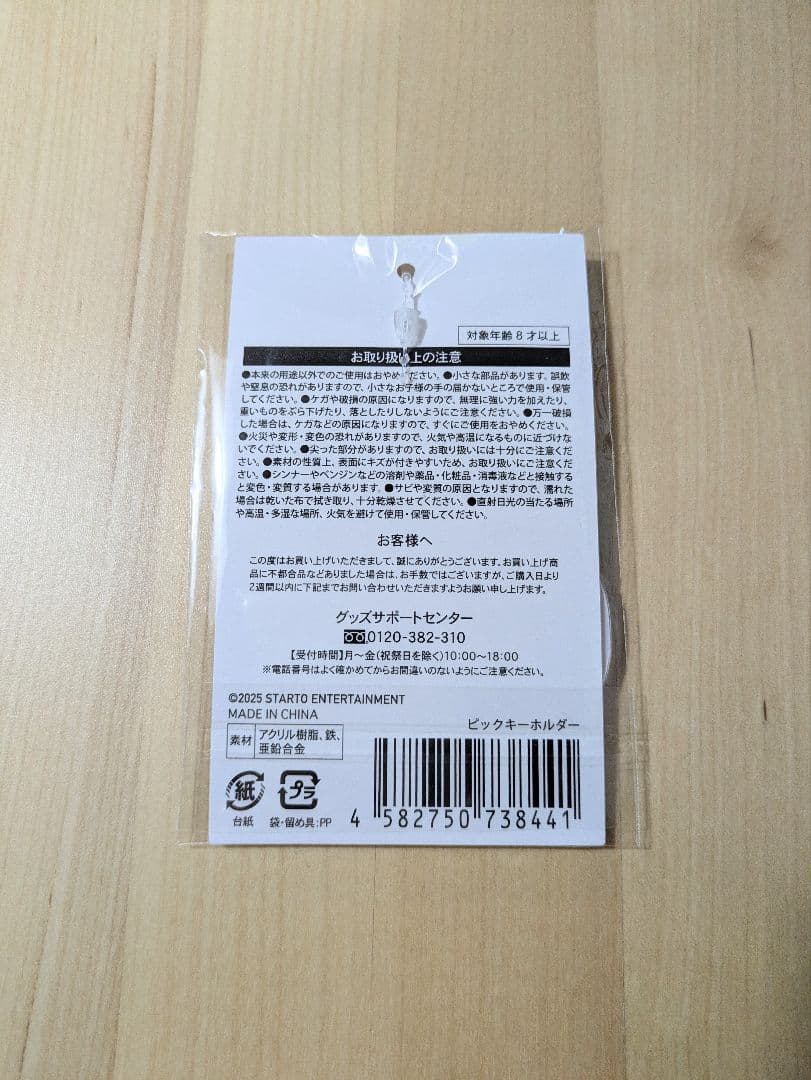 対象年齢8才以上
お取り扱い上の注意
●本来の用途以外でのご使用はおやめください。●小さな部品があります。誤飲
や窒息の恐れがありますので、小さなお子様の手の届かないところで使用・保管
してください。●ケガや破損の原因になりますので、無理に強い力を加えたり、
重いものをぶら下げたり、落としたりしないようにご注意ください。●万一破損
した場合は、ケガなどの原因になりますので、すぐにご使用をおやめください。
●火災や変形・変色の恐れがありますので、火気や高温になるものに近づけな
いでください。●尖った部分がありますので、お取り扱いには十分にご注意くだ
さい。●素材の性質上、表面にキズが付きやすいため、お取り扱いにご注意くだ
さい。●シンナーやベンジンなどの溶剤や薬品・化粧品・消毒液などと接触する
と変色・変質する場合があります。●サビや変質の原因となりますので、濡れた
場合は乾いた布で拭き取り、十分乾燥させてください。●直射日光の当たる場所
や高温・多湿な場所、火気を避けて使用・保管してください。
お客様へ
この度はお買い上げいただきまして、誠にありがとうございます。お買い上げ商
品に不都合品などありました場合は、お手数ではございますが、ご購入日より
2週間以内に下記までお問い合わせいただきますようお願い申し上げます。
グッズサポートセンター
0120-382-310
【受付時間】月〜金(祝祭日を除く)10:00〜18:00
※電話番号はよく確かめてからお間違いのないようにご注意ください。
©2025 STARTO ENTERTAINMENT
MADE IN CHINA
ピックキーホルダー
素材 アクリル樹脂、鉄、
亜鉛合金
紙 プラ
台紙 袋・留め具:PP
4 582750 738441